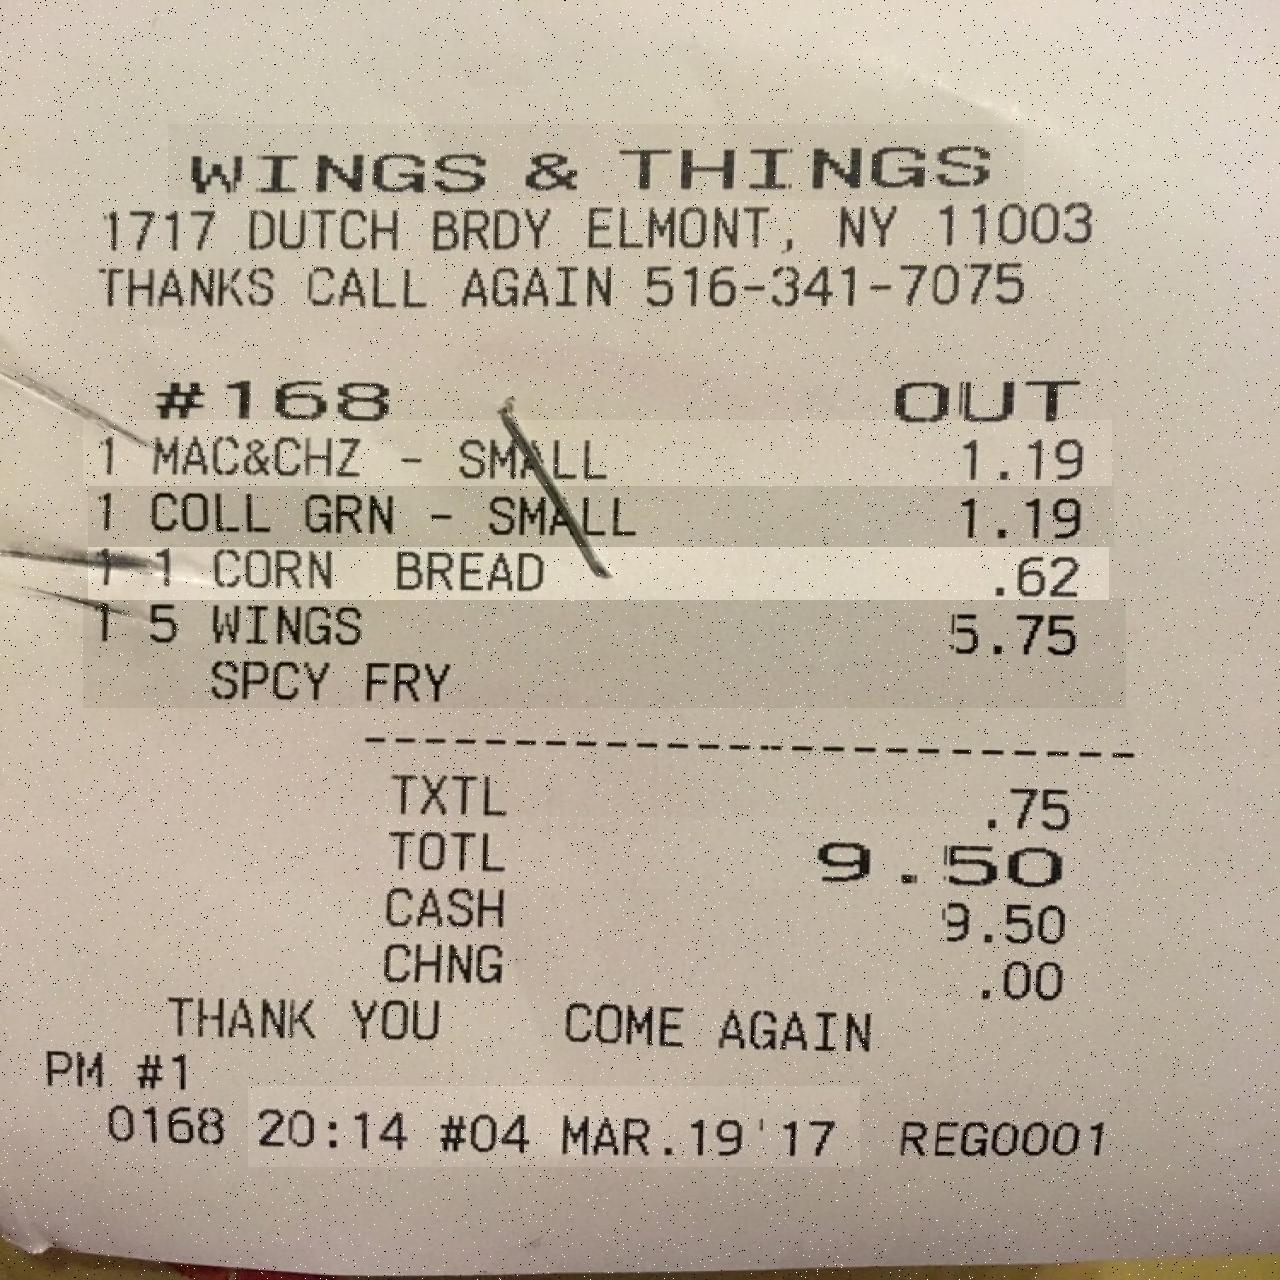 WINGS & THINGS
1717 DUTCH BRDY ELMONT, NY 11003
THANKS CALL AGAIN 516-341-7075
#168 OUT
1 MAC&CHZ - SMALL 1.19
1 COLL GRN - SMALL 1.19
1 1 CORN BREAD .62
1 5 WINGS 5.75
SPCY FRY
--------------------------
TXTL .75
TOTL 9.50
CASH 9.50
CHNG .00
THANK YOU COME AGAIN
PM #1
0168 20:14 #04 MAR.19'17 REG0001